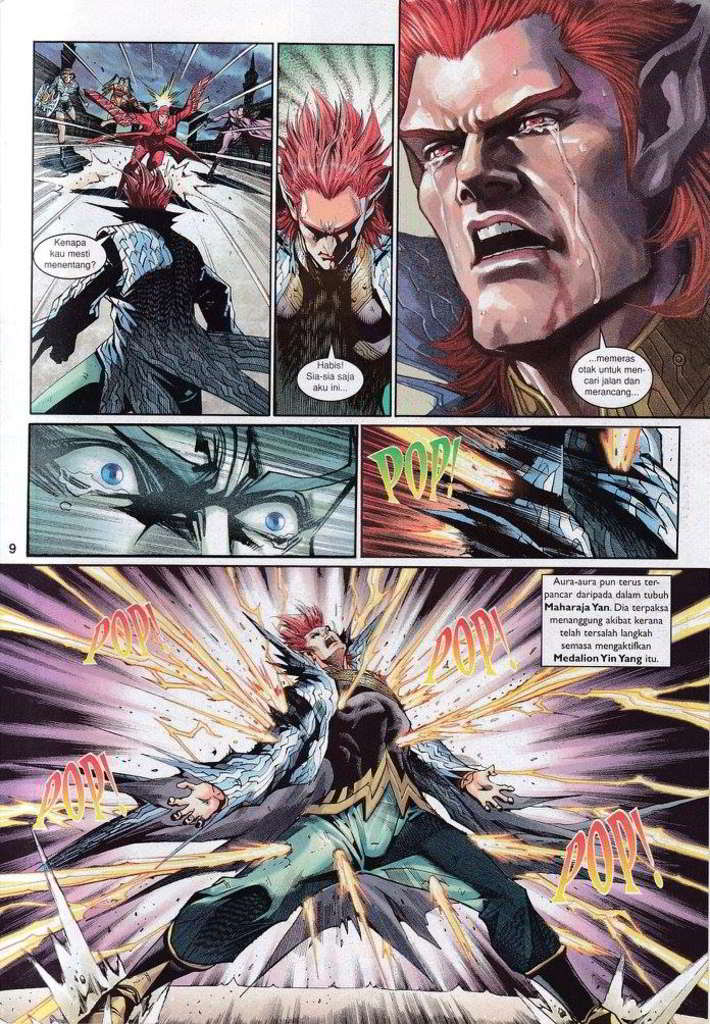 Kenapa
kau mesti
menentang?
Habis!
Sia-sia saja
aku ini...
...memeras
otak untuk men-
cari jalan dan
merancang...
POP!
9
Aura-aura pun terus ter-
pancar daripada dalam tubuh
Maharaja Yan. Dia terpaksa
menanggung akibat kerana
telah tersalah langkah
semasa mengaktifkan
Medalion Yin Yang itu.
POP!
POP!
POP!
POP!